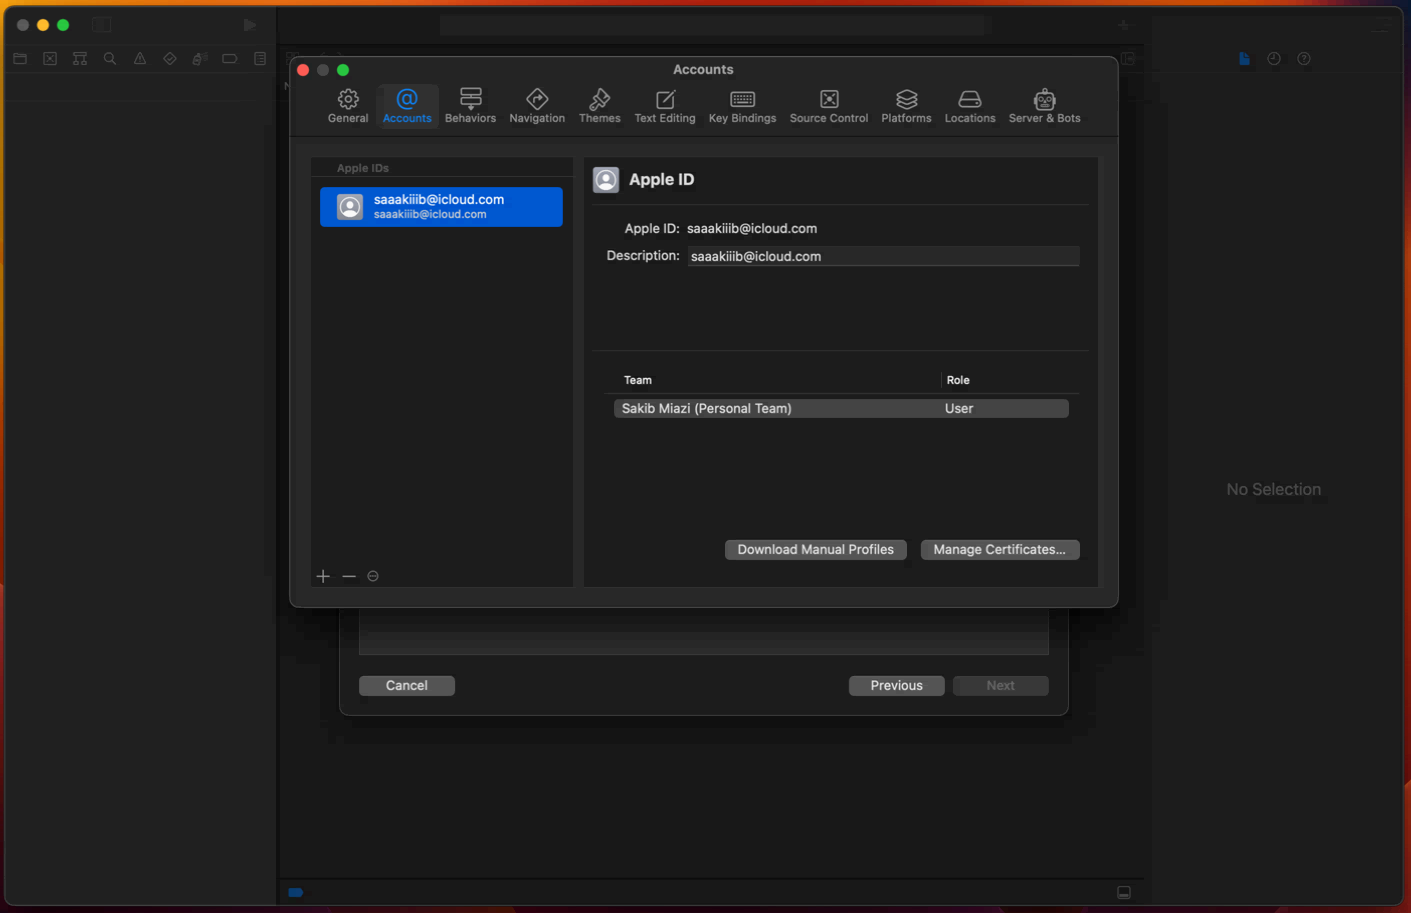 Accounts
General
Accounts
Behaviors
Navigation
Themes
Text Editing
Key Bindings
Source Control
Platforms
Locations
Server & Bots
Apple IDs
saaakiiib@icloud.com
saaakiiib@icloud.com
Apple ID
Apple ID: saaakiiib@icloud.com
Description: saaakiiib@icloud.com
Team Role
Sakib Miazi (Personal Team) User
Download Manual Profiles
Manage Certificates...
No Selection
Cancel
Previous
Next